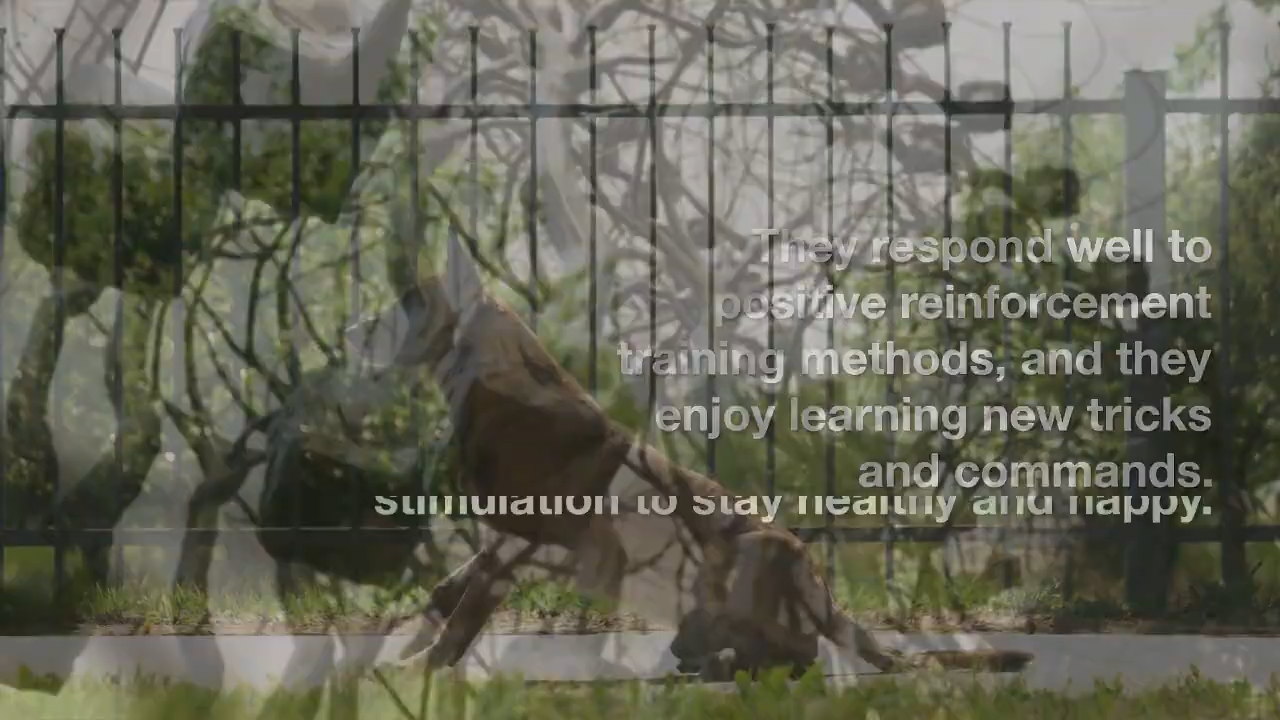 They respond well to
positive reinforcement
training methods, and they
enjoy learning new tricks
and commands.
stimulation to stay healthy and happy.